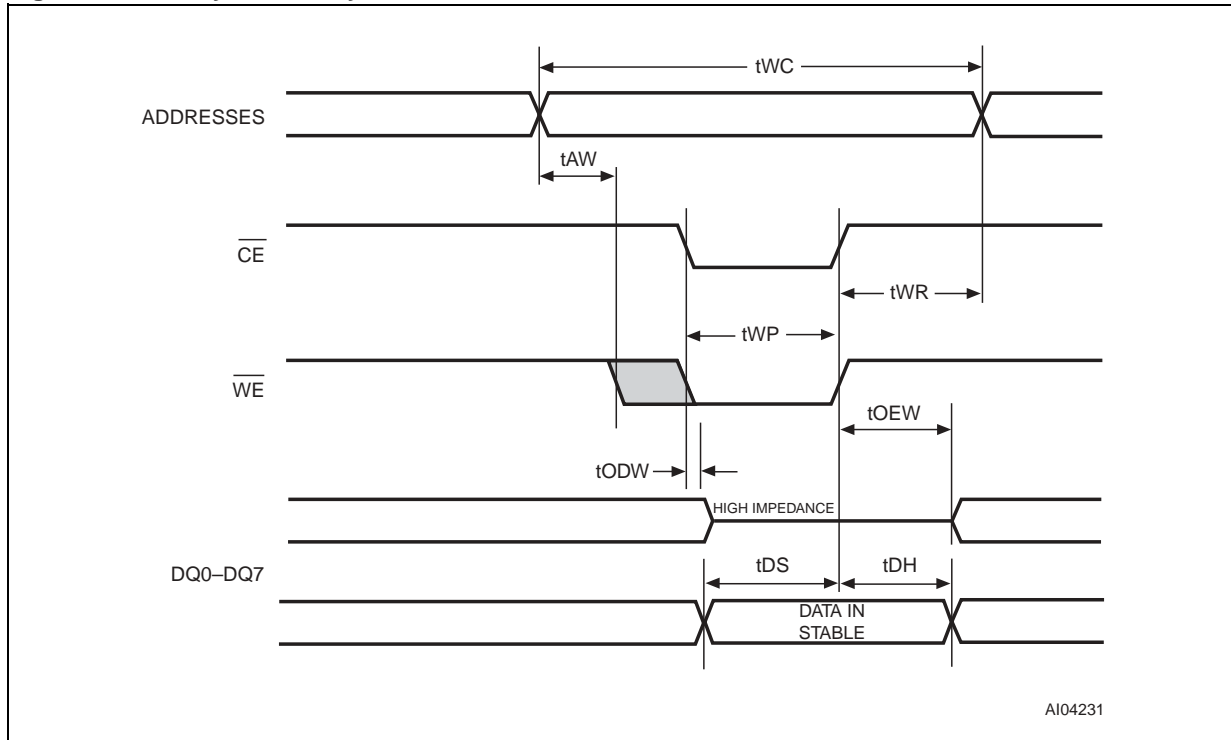 tWC
ADDRESSES
tAW
CE
tWR
tWP
WE
tOEW
tODW
HIGH IMPEDANCE
DQ0–DQ7
tDS
tDH
DATA IN
STABLE
AI04231